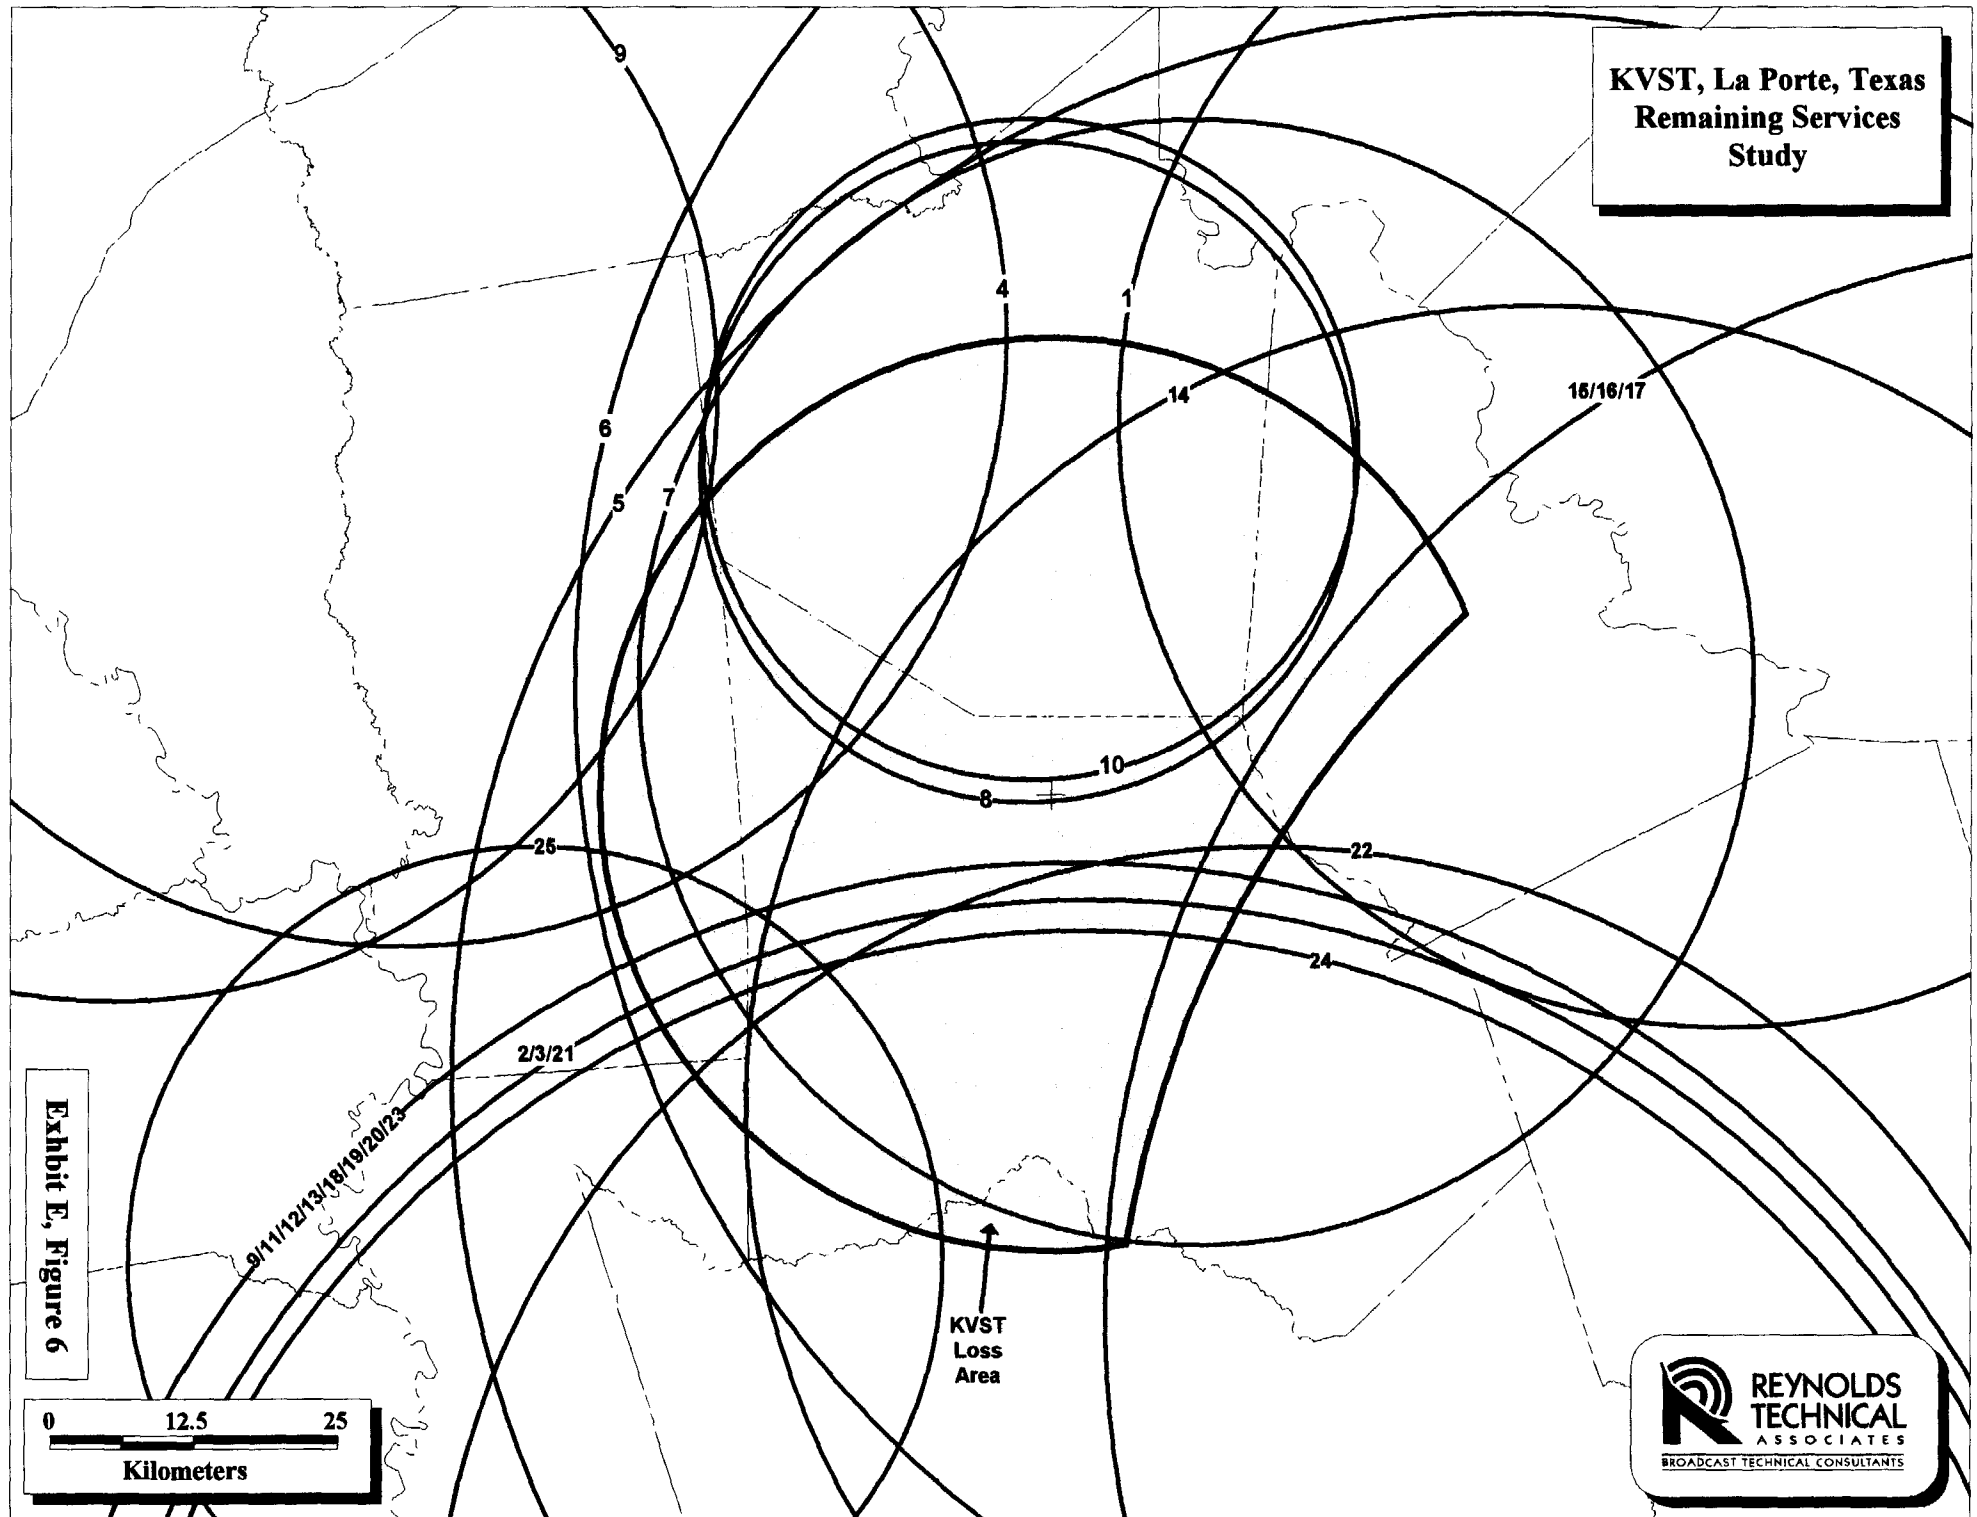 KVST, La Porte, Texas
Remaining Services
Study
9
4
1
14
15/16/17
6
5
7
10
8
25
22
24
2/3/21
9/11/12/13/18/19/20/23
KVST
Loss
Area
Exhbit E, Figure 6
0 12.5 25
Kilometers
REYNOLDS
TECHNICAL
ASSOCIATES
BROADCAST TECHNICAL CONSULTANTS